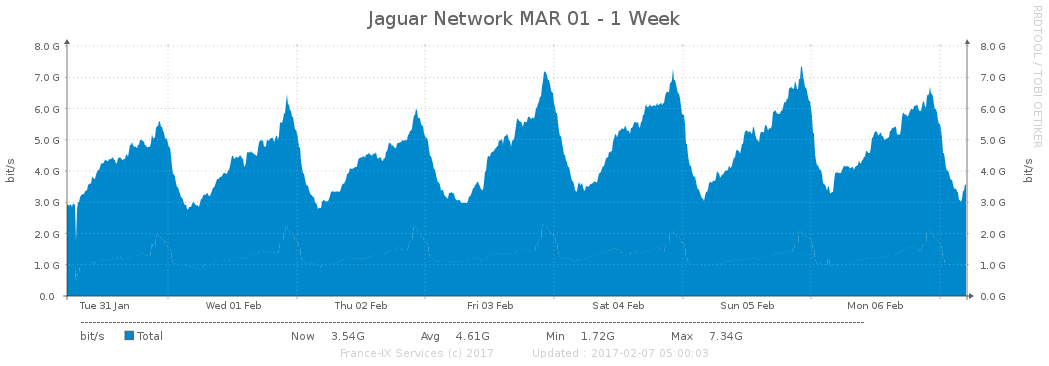 Jaguar Network MAR 01 - 1 Week
RRDTOOL / TOBI OETIKER
8.0 G 8.0 G
7.0 G 7.0 G
6.0 G 6.0 G
5.0 G 5.0 G
4.0 G 4.0 G
3.0 G 3.0 G
2.0 G 2.0 G
1.0 G 1.0 G
0.0 0.0 G
bit/s bit/s
Tue 31 Jan Wed 01 Feb Thu 02 Feb Fri 03 Feb Sat 04 Feb Sun 05 Feb Mon 06 Feb
bit/s Total Now 3.54G Avg 4.61G Min 1.72G Max 7.34G
France-IX Services (c) 2017 Updated : 2017-02-07 05:00:03